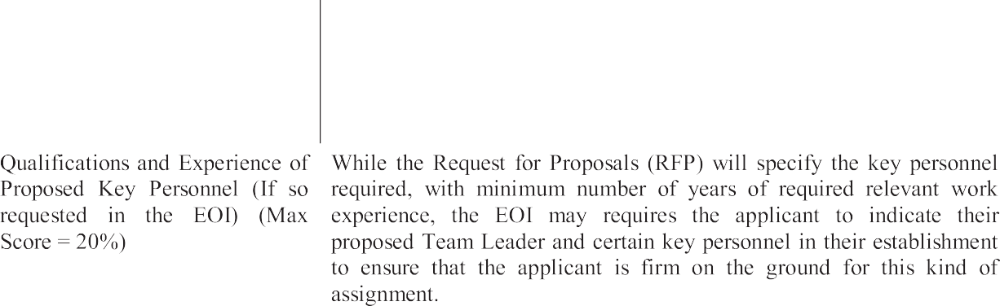 Qualifications and Experience of
Proposed Key Personnel (If so
requested in the EOI) (Max
Score = 20%)
While the Request for Proposals (RFP) will specify the key personnel
required, with minimum number of years of required relevant work
experience, the EOI may requires the applicant to indicate their
proposed Team Leader and certain key personnel in their establishment
to ensure that the applicant is firm on the ground for this kind of
assignment.